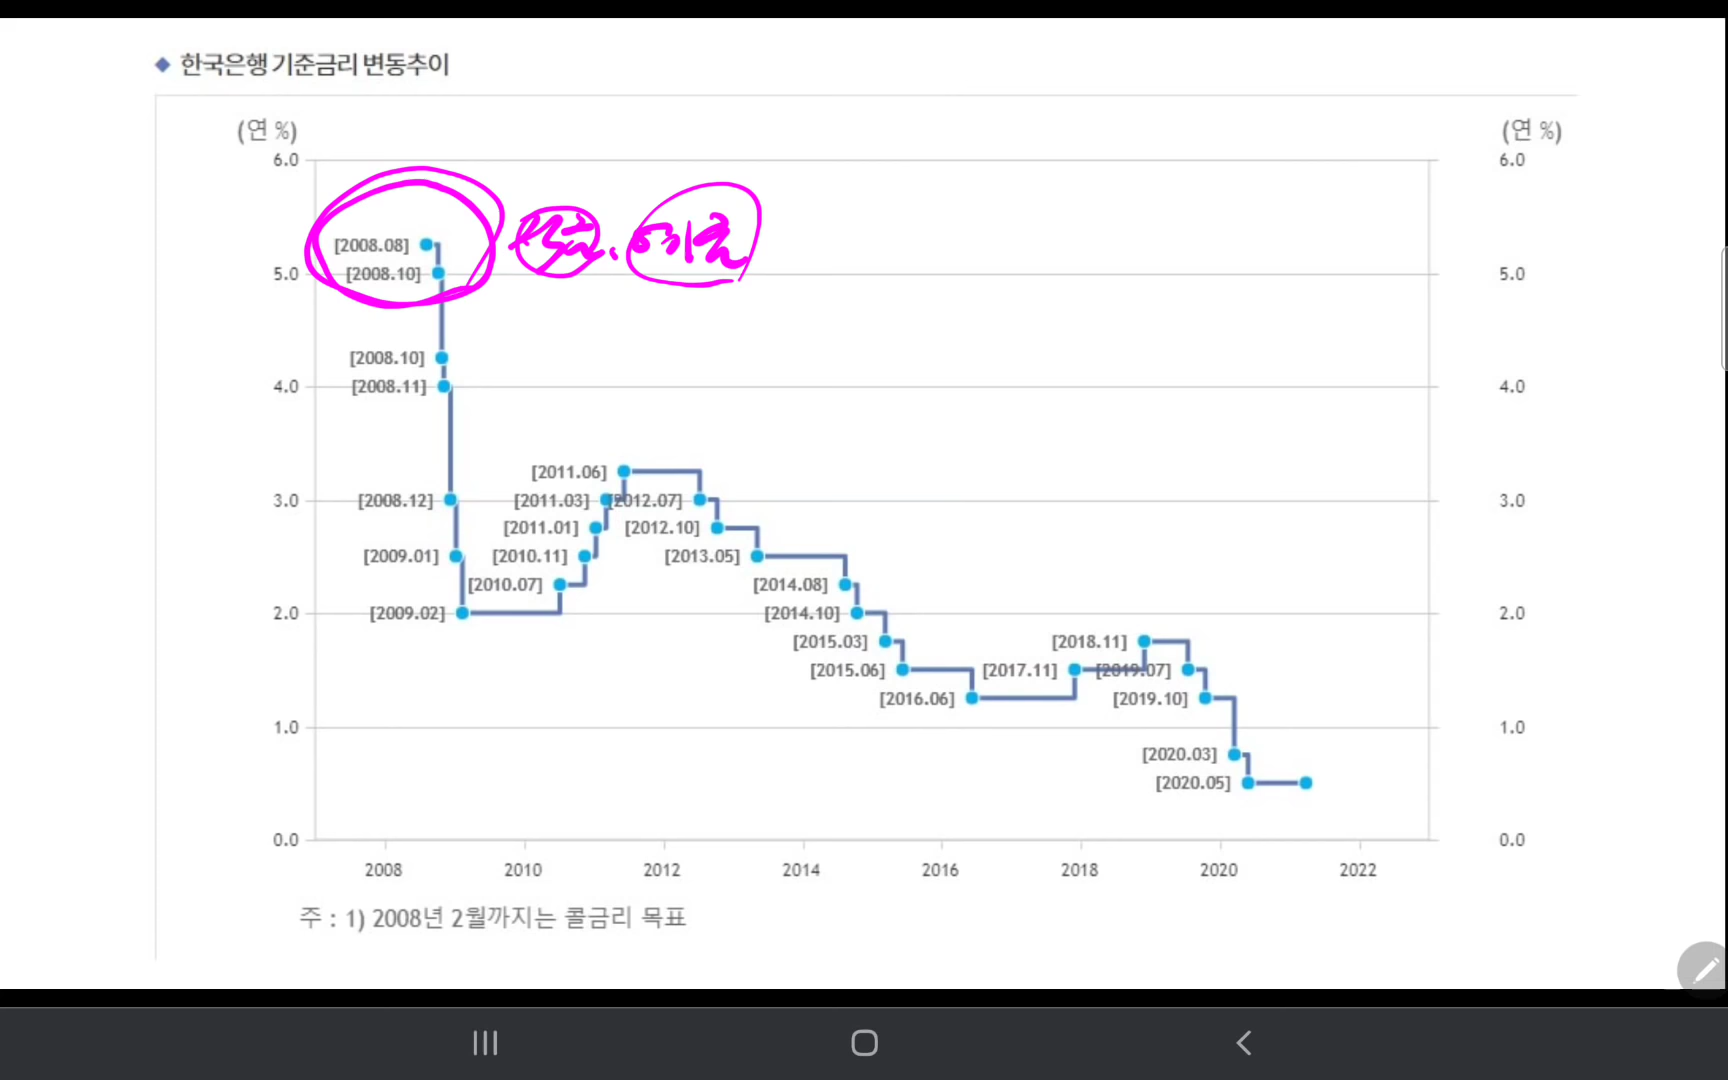 한국은행 기준금리 변동추이
(연 %) (연 %)
6.0 6.0
[2008.08]
5.0 [2008.10] 5.0
[2008.10]
4.0 [2008.11] 4.0
[2011.06]
3.0 [2008.12] [2011.03] [2012.07] 3.0
[2011.01] [2012.10]
[2009.01] [2010.11] [2013.05]
[2010.07] [2014.08]
2.0 [2009.02] [2014.10] 2.0
[2015.03] [2018.11]
[2015.06] [2017.11] [2019.07]
[2016.06] [2019.10]
1.0 1.0
[2020.03]
[2020.05]
0.0 0.0
2008 2010 2012 2014 2016 2018 2020 2022
주 : 1) 2008년 2월까지는 콜금리 목표